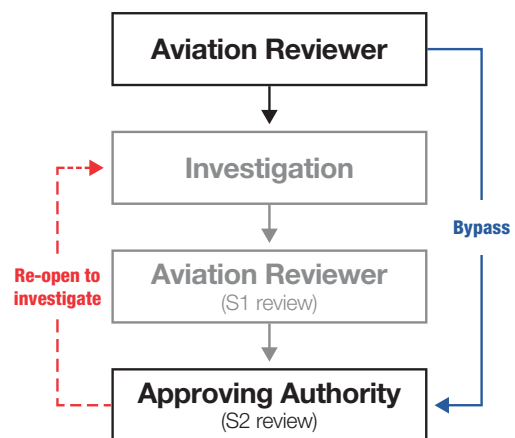 Aviation Reviewer
Investigation
Bypass
Aviation Reviewer
(S1 review)
Re-open to
investigate
Approving Authority
(S2 review)